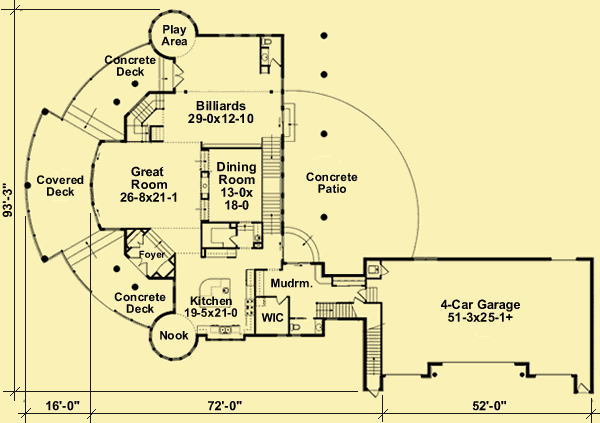 Play
Area
Concrete
Deck
Billiards
29-0x12-10
Great
Room
26-8x21-1
Dining
Room
13-0x
18-0
Concrete
Patio
Covered
Deck
93'-3"
Foyer
Concrete
Deck
Kitchen
19-5x21-0
Mudrm.
WIC
Nook
4-Car Garage
51-3x25-1+
16'-0"
72'-0"
52'-0"